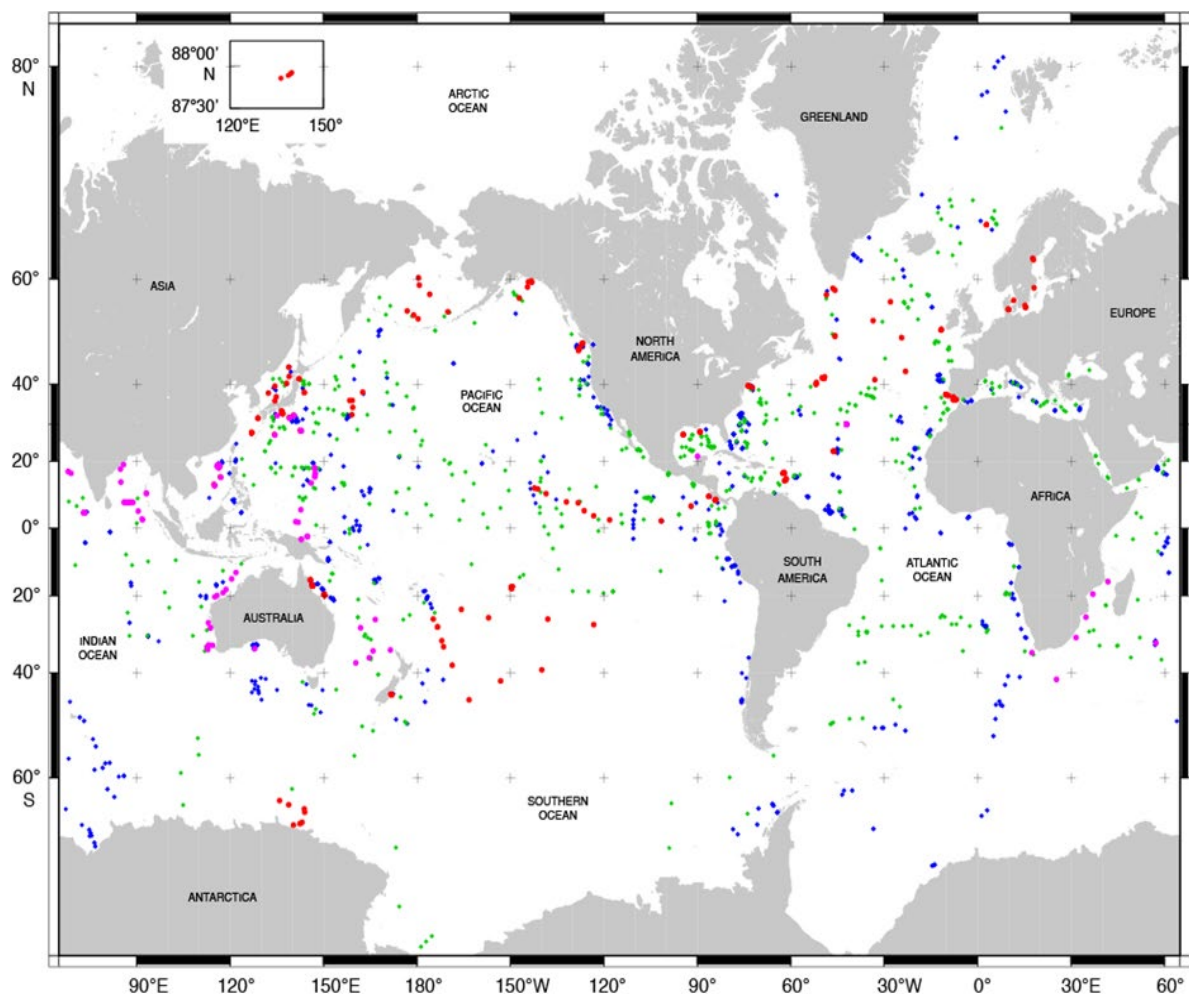 88°00'
N
87°30'
120°E 150°
80°
N
ARCTIC
OCEAN
GREENLAND
60°
ASIA
EUROPE
NORTH
AMERICA
40°
PACIFIC
OCEAN
20°
AFRICA
0°
SOUTH
AMERICA
ATLANTIC
OCEAN
20°
AUSTRALIA
INDIAN
OCEAN
40°
60°
S
SOUTHERN
OCEAN
ANTARCTICA
90°E 120° 150°E 180° 150°W 120° 90°W 60° 30°W 0° 30°E 60°